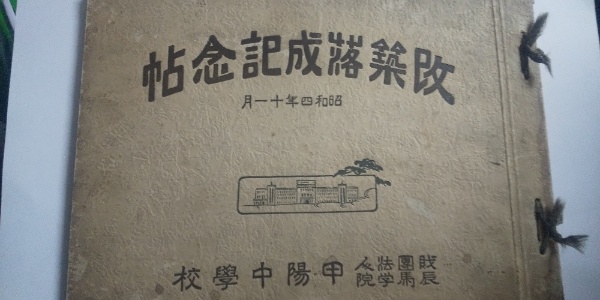 改築落成記念帖
昭和四年十一月
財團法人
辰馬学院
甲陽中學校